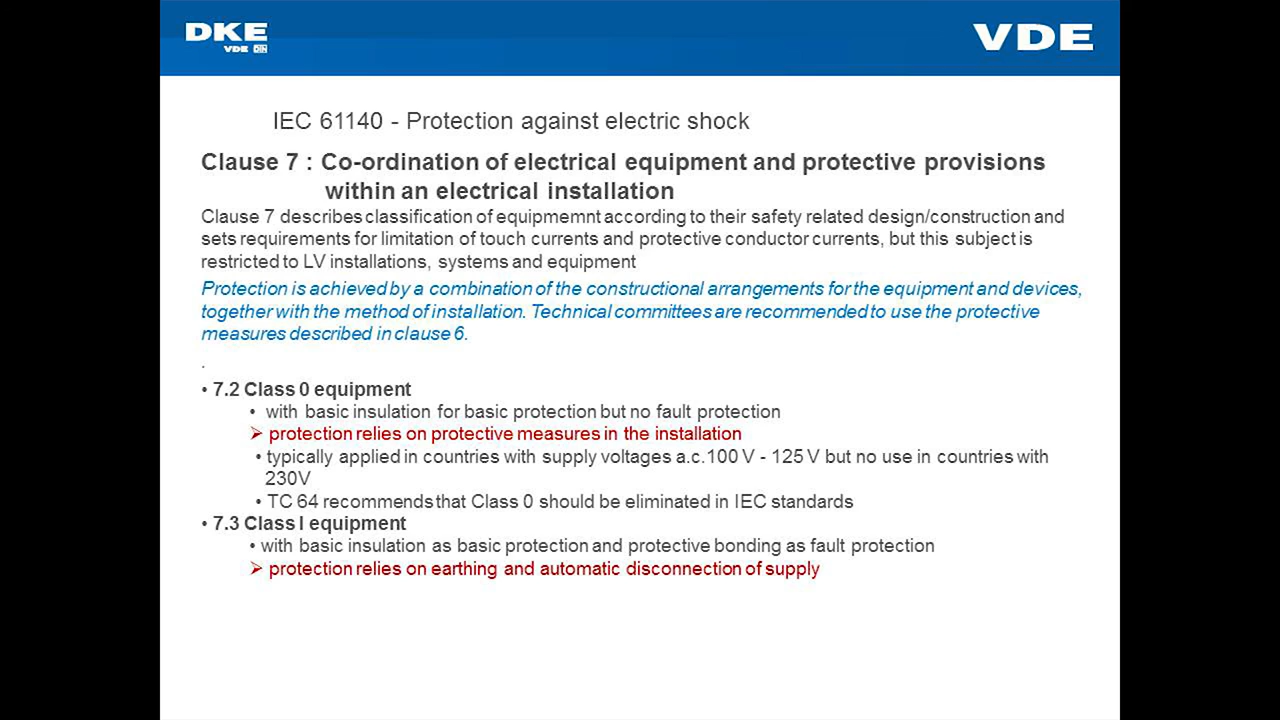 DKE
VDE DIN
VDE
IEC 61140 - Protection against electric shock
Clause 7 : Co-ordination of electrical equipment and protective provisions
within an electrical installation
Clause 7 describes classification of equipmemnt according to their safety related design/construction and
sets requirements for limitation of touch currents and protective conductor currents, but this subject is
restricted to LV installations, systems and equipment
Protection is achieved by a combination of the constructional arrangements for the equipment and devices,
together with the method of installation. Technical committees are recommended to use the protective
measures described in clause 6.
.
• 7.2 Class 0 equipment
• with basic insulation for basic protection but no fault protection
➢ protection relies on protective measures in the installation
• typically applied in countries with supply voltages a.c.100 V - 125 V but no use in countries with
230V
• TC 64 recommends that Class 0 should be eliminated in IEC standards
• 7.3 Class I equipment
• with basic insulation as basic protection and protective bonding as fault protection
➢ protection relies on earthing and automatic disconnection of supply